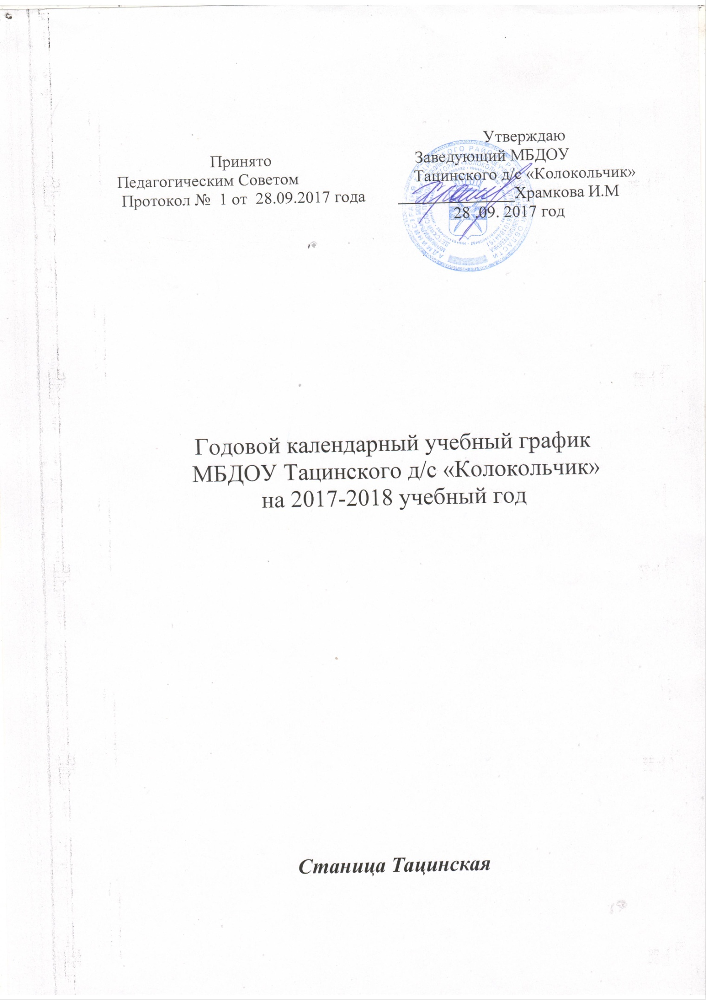 Принято
Педагогическим Советом
Протокол № 1 от 28.09.2017 года
Утверждаю
Заведующий МБДОУ
Тацинского д/с «Колокольчик»
Храмкова И.М
28 .09. 2017 год
Годовой календарный учебный график
МБДОУ Тацинского д/с «Колокольчик»
на 2017-2018 учебный год
Станица Тацинская